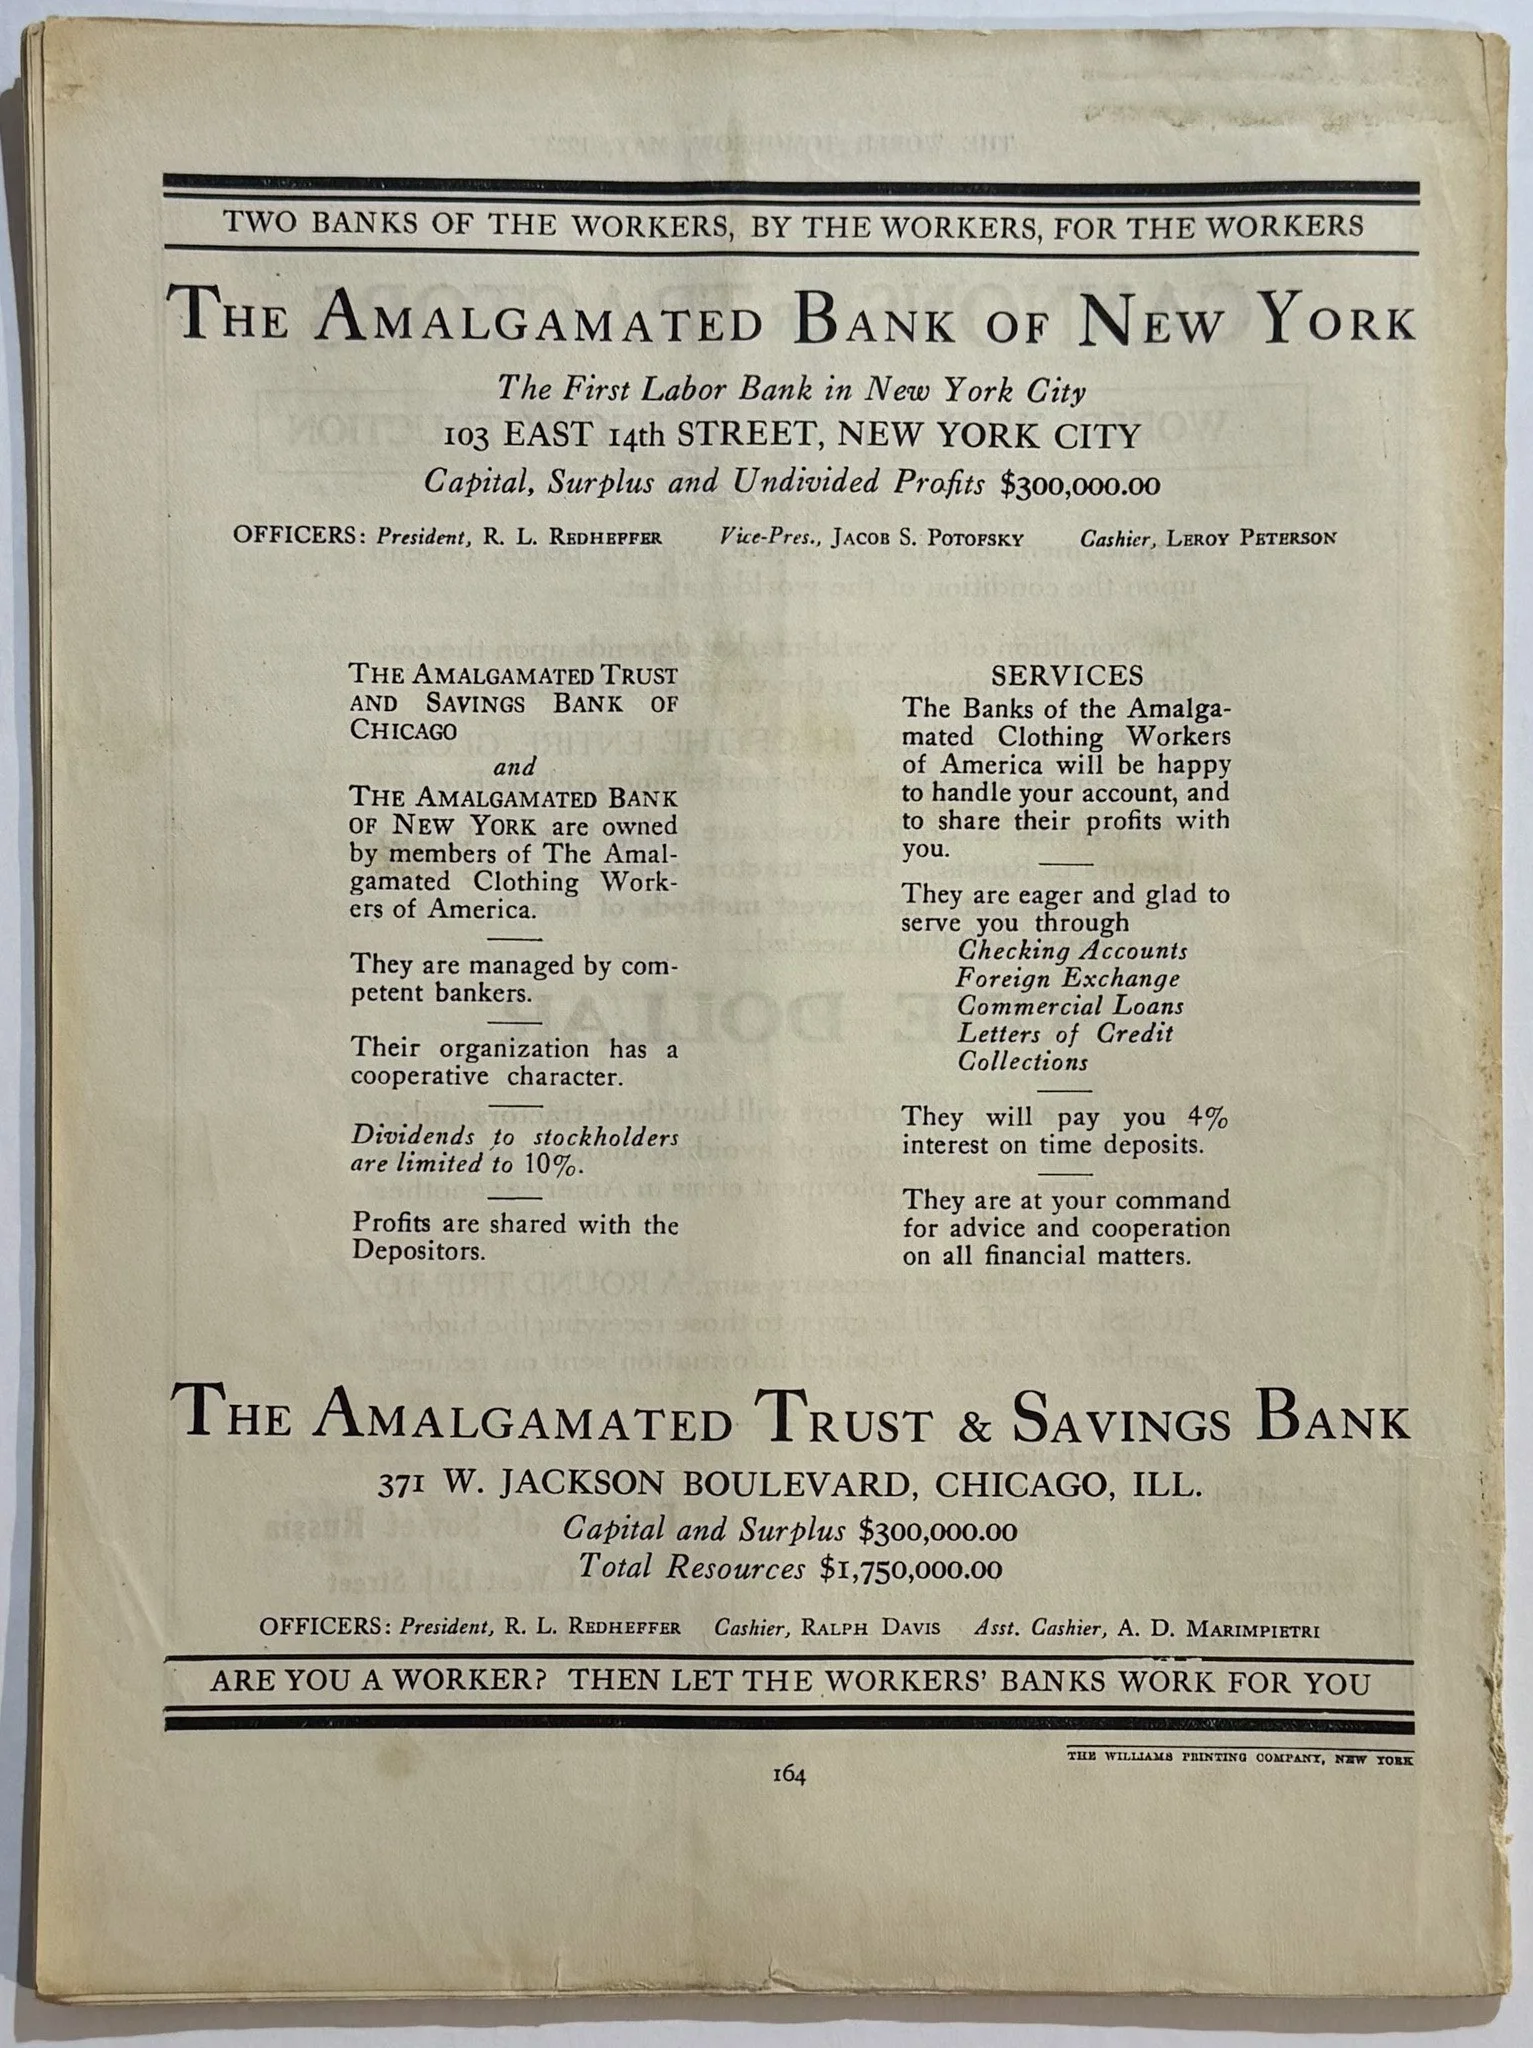 TWO BANKS OF THE WORKERS, BY THE WORKERS, FOR THE WORKERS
THE AMALGAMATED BANK OF NEW YORK
The First Labor Bank in New York City
103 EAST 14th STREET, NEW YORK CITY
Capital, Surplus and Undivided Profits $300,000.00
OFFICERS: President, R. L. REDHEFFER Vice-Pres., JACOB S. POTOFSKY Cashier, LEROY PETERSON
THE AMALGAMATED TRUST
AND SAVINGS BANK OF
CHICAGO
and
THE AMALGAMATED BANK
OF NEW YORK are owned
by members of The Amal-
gamated Clothing Work-
ers of America.
They are managed by com-
petent bankers.
Their organization has a
cooperative character.
Dividends to stockholders
are limited to 10%.
Profits are shared with the
Depositors.
SERVICES
The Banks of the Amalga-
mated Clothing Workers
of America will be happy
to handle your account, and
to share their profits with
you.
They are eager and glad to
serve you through
Checking Accounts
Foreign Exchange
Commercial Loans
Letters of Credit
Collections
They will pay you 4%
interest on time deposits.
They are at your command
for advice and cooperation
on all financial matters.
THE AMALGAMATED TRUST & SAVINGS BANK
371 W. JACKSON BOULEVARD, CHICAGO, ILL.
Capital and Surplus $300,000.00
Total Resources $1,750,000.00
OFFICERS: President, R. L. REDHEFFER Cashier, RALPH DAVIS Asst. Cashier, A. D. MARIMPIETRI
ARE YOU A WORKER? THEN LET THE WORKERS' BANKS WORK FOR YOU
THE WILLIAMS PRINTING COMPANY, NEW YORK
164